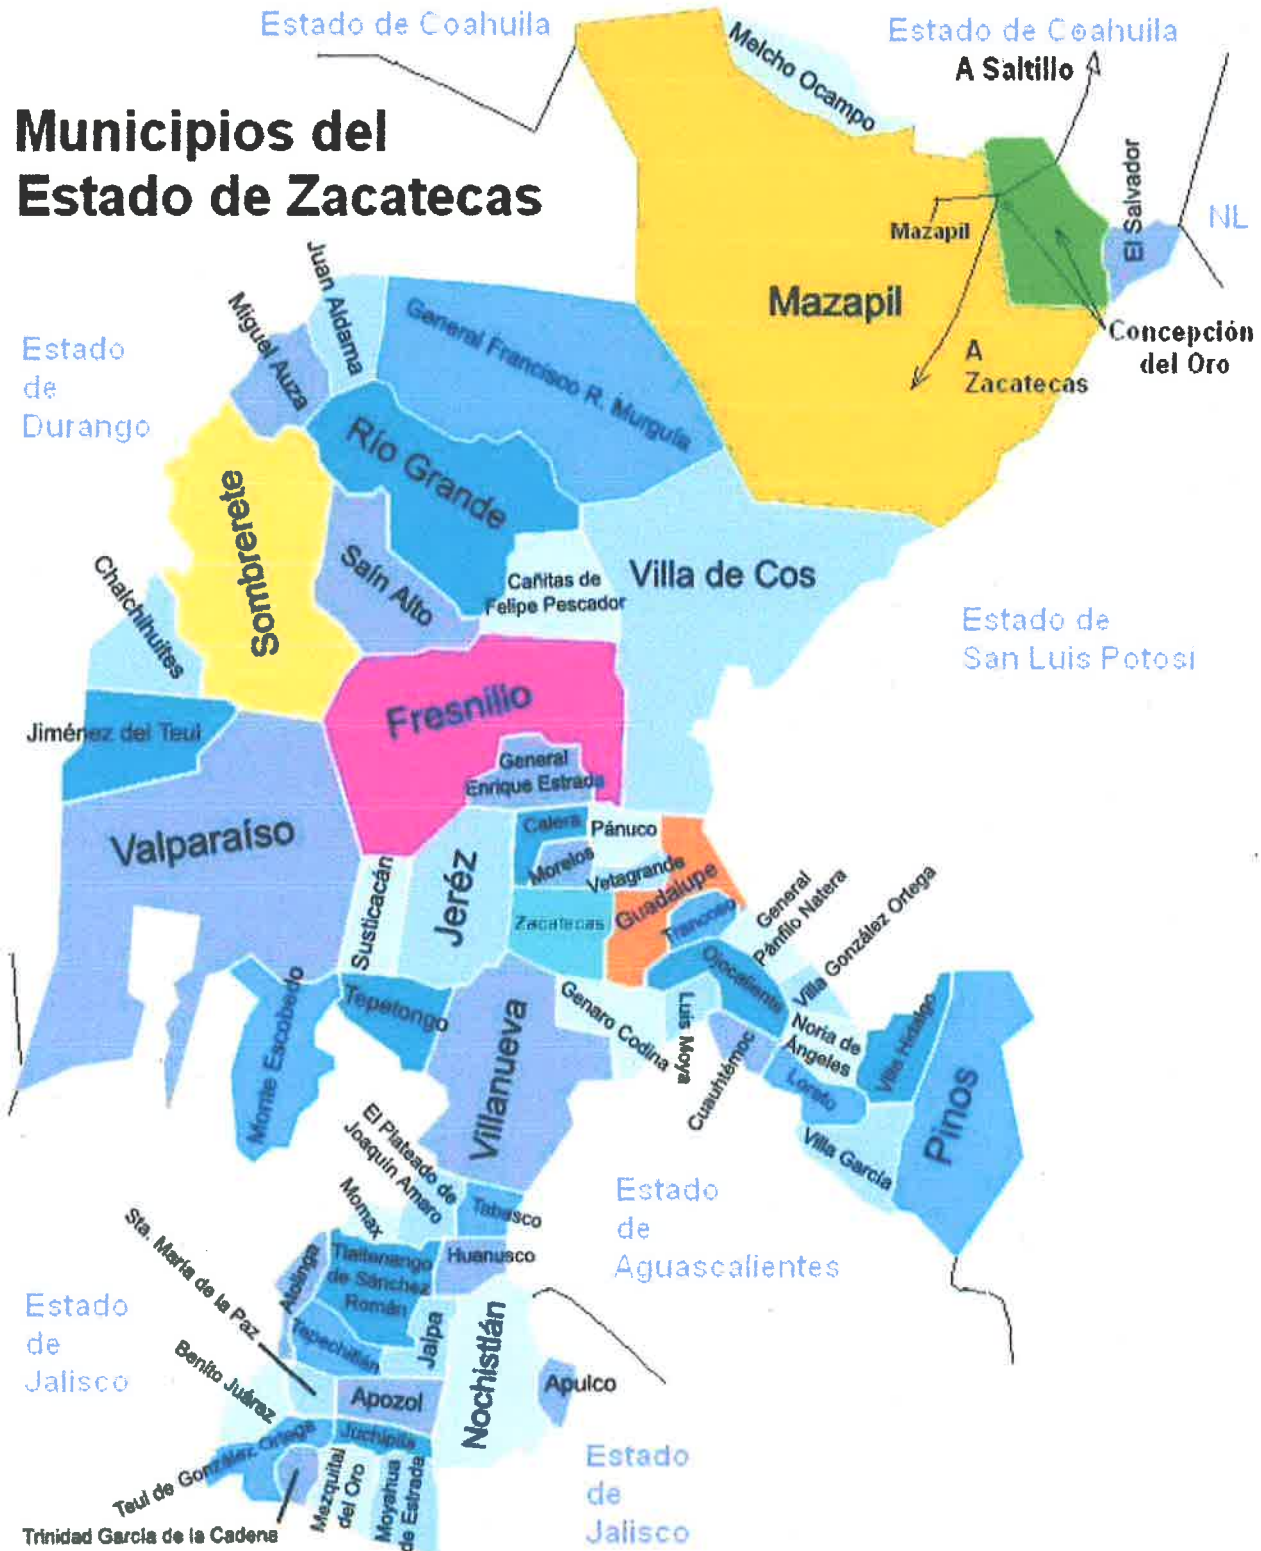 Estado de Coahuila
Estado de Coahuila
A Saltillo
Melcho Ocampo
Municipios del
Estado de Zacatecas
El Salvador
NL
Mazapil
Mazapil
Concepción
del Oro
A
Zacatecas
Juan Aldama
Miguel Auza
General Francisco R. Murguía
Estado
de
Durango
Río Grande
Sombrerete
Saín Alto
Cañitas de
Felipe Pescador
Villa de Cos
Chalchihuites
Estado de
San Luis Potosi
Fresnillo
Jiménez del Teul
General
Enrique Estrada
Valparaíso
Calera
Pánuco
Morelos
Vetagrande
Susticacán
Jeréz
Zacatecas
Guadalupe
Trancoso
General
Pánfilo Natera
Villa González Ortega
Ojocaliente
Monte Escobedo
Tepetongo
Villanueva
Genaro Codina
Luis Moya
Cuauhtémoc
Noria de
Ángeles
Villa Hidalgo
Loreto
Pinos
Villa García
El Plateado de
Joaquín Amaro
Momax
Tabasco
Estado
de
Aguascalientes
Sta. María de la Paz
Atolinga
Tlaltenango
de Sánchez
Román
Huanusco
Estado
de
Jalisco
Tepechitlán
Jalpa
Nochistlán
Benito Juárez
Apozol
Apulco
Teul de González Ortega
Juchipila
Mezquital
del Oro
Moyahua
de Estrada
Trinidad García de la Cadena
Estado
de
Jalisco